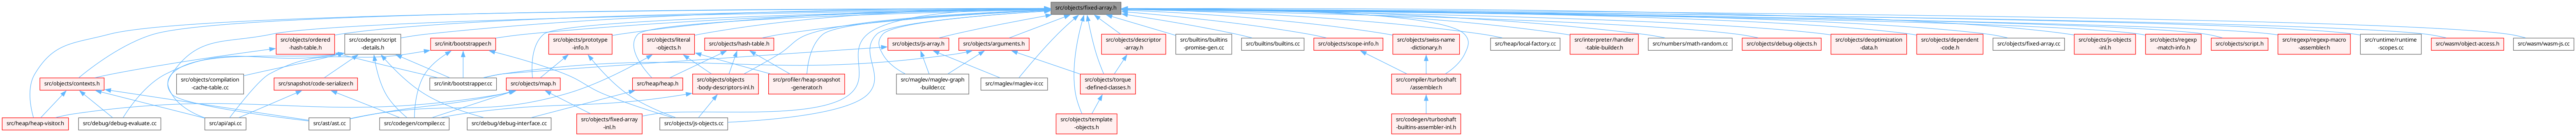 src/objects/fixed-array.h
src/objects/ordered
-hash-table.h
src/codegen/script
-details.h
src/init/bootstrapper.h
src/objects/prototype
-info.h
src/objects/literal
-objects.h
src/objects/hash-table.h
src/objects/js-array.h
src/objects/arguments.h
src/objects/descriptor
-array.h
src/builtins/builtins
-promise-gen.cc
src/builtins/builtins.cc
src/objects/scope-info.h
src/objects/swiss-name
-dictionary.h
src/heap/local-factory.cc
src/interpreter/handler
-table-builder.h
src/numbers/math-random.cc
src/objects/debug-objects.h
src/objects/deoptimization
-data.h
src/objects/dependent
-code.h
src/objects/fixed-array.cc
src/objects/js-objects
-inl.h
src/objects/regexp
-match-info.h
src/objects/script.h
src/regexp/regexp-macro
-assembler.h
src/runtime/runtime
-scopes.cc
src/wasm/object-access.h
src/wasm/wasm-js.cc
src/objects/contexts.h
src/objects/compilation
-cache-table.cc
src/snapshot/code-serializer.h
src/init/bootstrapper.cc
src/objects/map.h
src/heap/heap.h
src/objects/objects
-body-descriptors-inl.h
src/profiler/heap-snapshot
-generator.h
src/maglev/maglev-graph
-builder.cc
src/maglev/maglev-ir.cc
src/objects/torque
-defined-classes.h
src/compiler/turboshaft
/assembler.h
src/heap/heap-visitor.h
src/debug/debug-evaluate.cc
src/api/api.cc
src/ast/ast.cc
src/codegen/compiler.cc
src/debug/debug-interface.cc
src/objects/fixed-array
-inl.h
src/objects/js-objects.cc
src/objects/template
-objects.h
src/codegen/turboshaft
-builtins-assembler-inl.h